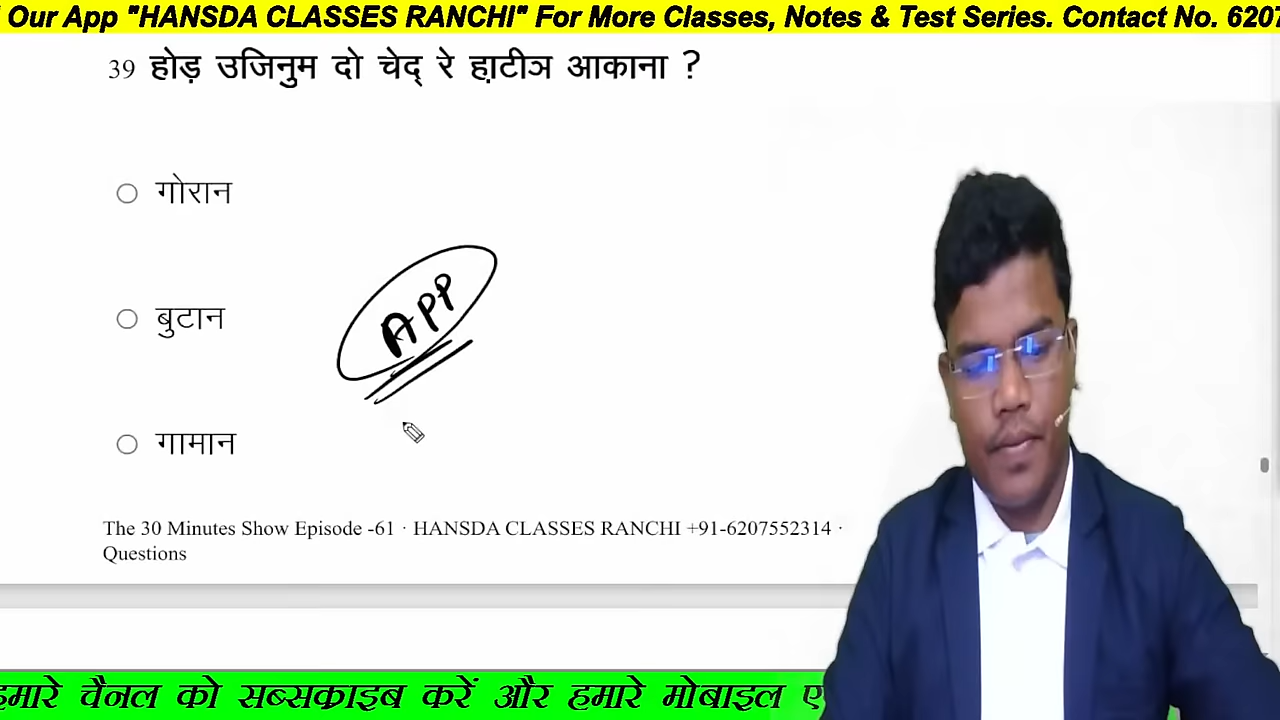 Our App "HANSDA CLASSES RANCHI" For More Classes, Notes & Test Series. Contact No. 6207
39 होड़ उजिनुम दो चेद् रे हा़टीञ आकाना ?
गोरान
बुटान
APP
गामान
The 30 Minutes Show Episode -61 · HANSDA CLASSES RANCHI +91-6207552314 ·
Questions
हमारे चैनल को सब्सक्राइब करें और हमारे मोबाइल ए